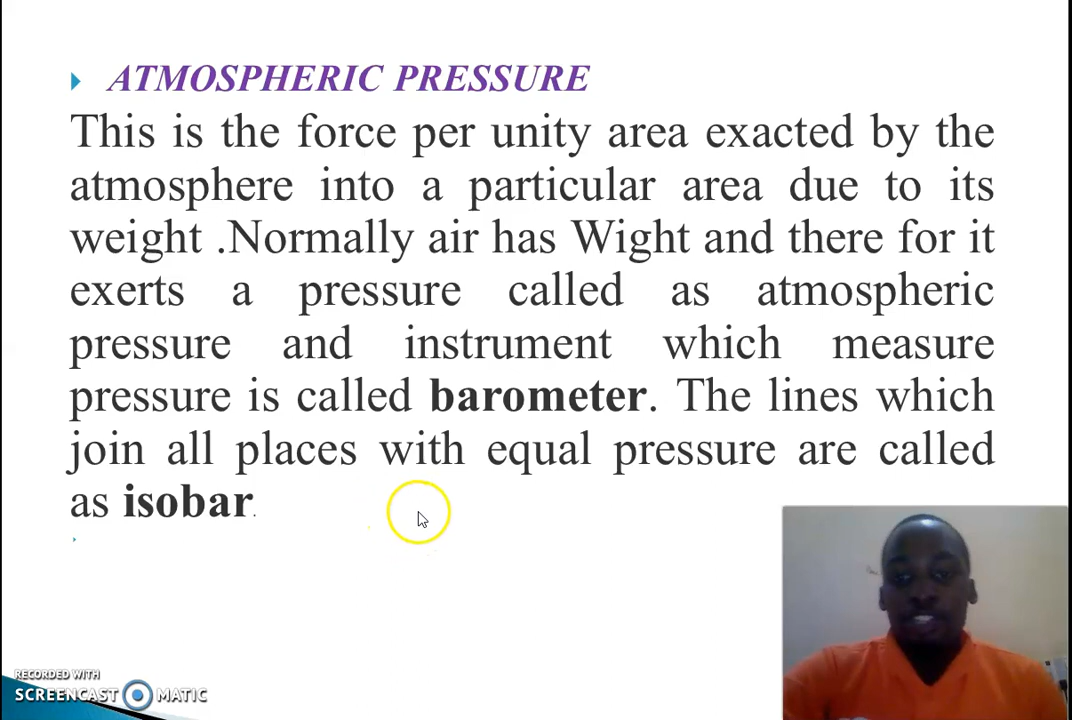 ATMOSPHERIC PRESSURE
This is the force per unity area exacted by the
atmosphere into a particular area due to its
weight .Normally air has Wight and there for it
exerts a pressure called as atmospheric
pressure and instrument which measure
pressure is called barometer. The lines which
join all places with equal pressure are called
as isobar.
RECORDED WITH
SCREENCAST MATIC